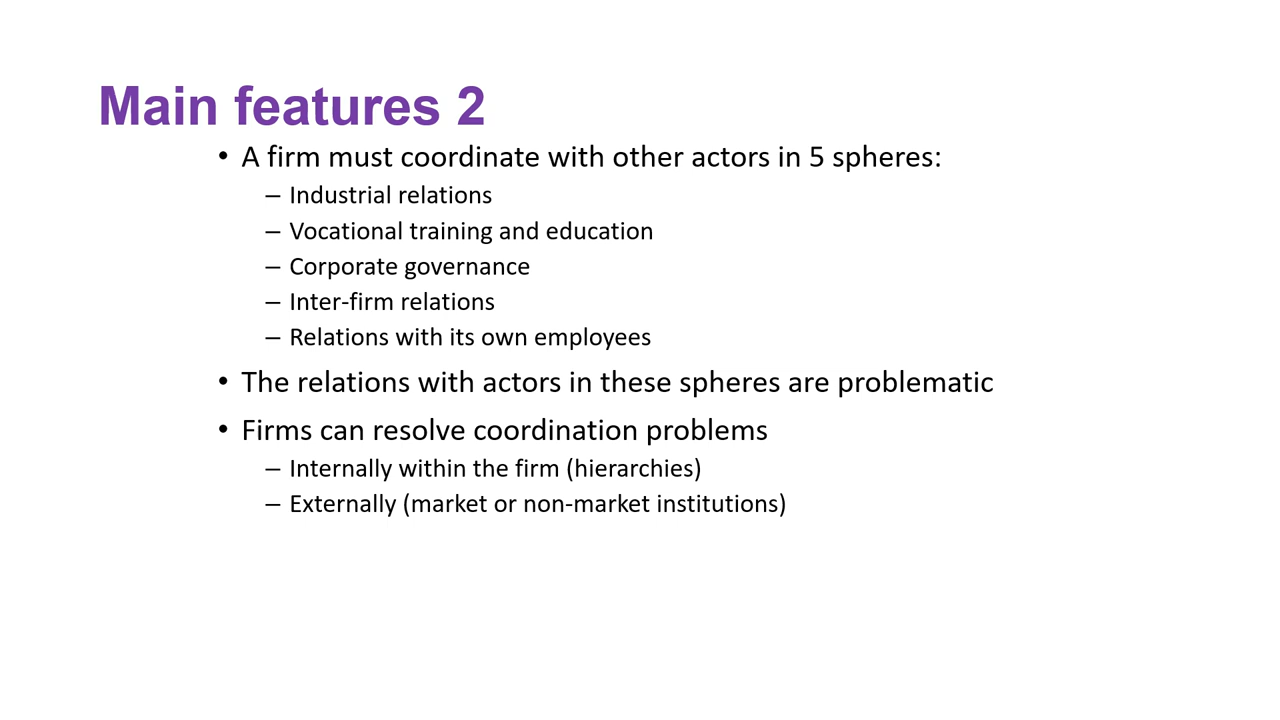 Main features 2
• A firm must coordinate with other actors in 5 spheres:
– Industrial relations
– Vocational training and education
– Corporate governance
– Inter-firm relations
– Relations with its own employees
• The relations with actors in these spheres are problematic
• Firms can resolve coordination problems
– Internally within the firm (hierarchies)
– Externally (market or non-market institutions)